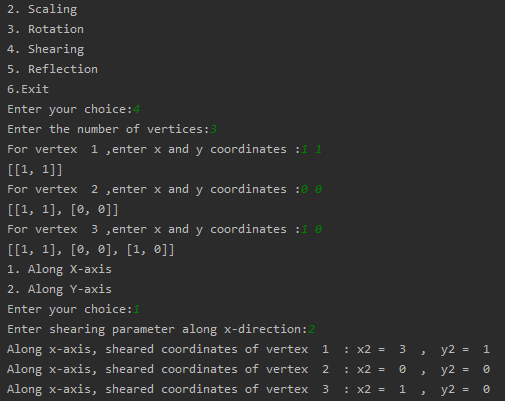 2. Scaling
3. Rotation
4. Shearing
5. Reflection
6.Exit
Enter your choice:4
Enter the number of vertices:3
For vertex  1 ,enter x and y coordinates :1 1
[[1, 1]]
For vertex  2 ,enter x and y coordinates :0 0
[[1, 1], [0, 0]]
For vertex  3 ,enter x and y coordinates :1 0
[[1, 1], [0, 0], [1, 0]]
1. Along X-axis
2. Along Y-axis
Enter your choice:1
Enter shearing parameter along x-direction:2
Along x-axis, sheared coordinates of vertex  1  : x2 =  3  ,  y2 =  1
Along x-axis, sheared coordinates of vertex  2  : x2 =  0  ,  y2 =  0
Along x-axis, sheared coordinates of vertex  3  : x2 =  1  ,  y2 =  0